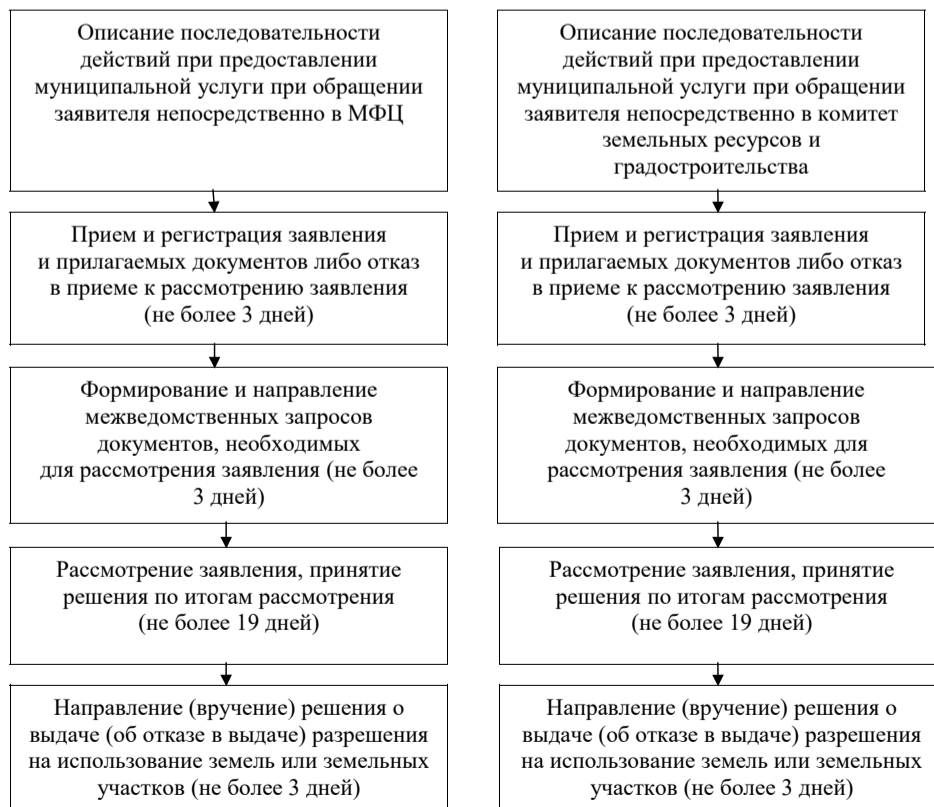 Описание последовательности
действий при предоставлении
муниципальной услуги при обращении
заявителя непосредственно в МФЦ
Прием и регистрация заявления
и прилагаемых документов либо отказ
в приеме к рассмотрению заявления
(не более 3 дней)
Формирование и направление
межведомственных запросов
документов, необходимых
для рассмотрения заявления (не более
3 дней)
Рассмотрение заявления, принятие
решения по итогам рассмотрения
(не более 19 дней)
Направление (вручение) решения о
выдаче (об отказе в выдаче) разрешения
на использование земель или земельных
участков (не более 3 дней)
Описание последовательности
действий при предоставлении
муниципальной услуги при обращении
заявителя непосредственно в комитет
земельных ресурсов и
градостроительства
Прием и регистрация заявления
и прилагаемых документов либо отказ
в приеме к рассмотрению заявления
(не более 3 дней)
Формирование и направление
межведомственных запросов
документов, необходимых для
рассмотрения заявления (не более
3 дней)
Рассмотрение заявления, принятие
решения по итогам рассмотрения
(не более 19 дней)
Направление (вручение) решения о
выдаче (об отказе в выдаче) разрешения
на использование земель или земельных
участков (не более 3 дней)